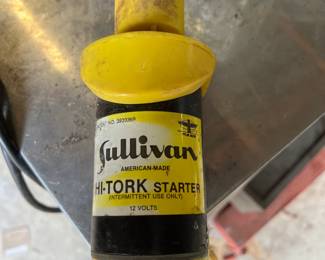 Sullivan
AMERICAN-MADE
HI-TORK STARTER
(INTERMITTENT USE ONLY)
12 VOLTS